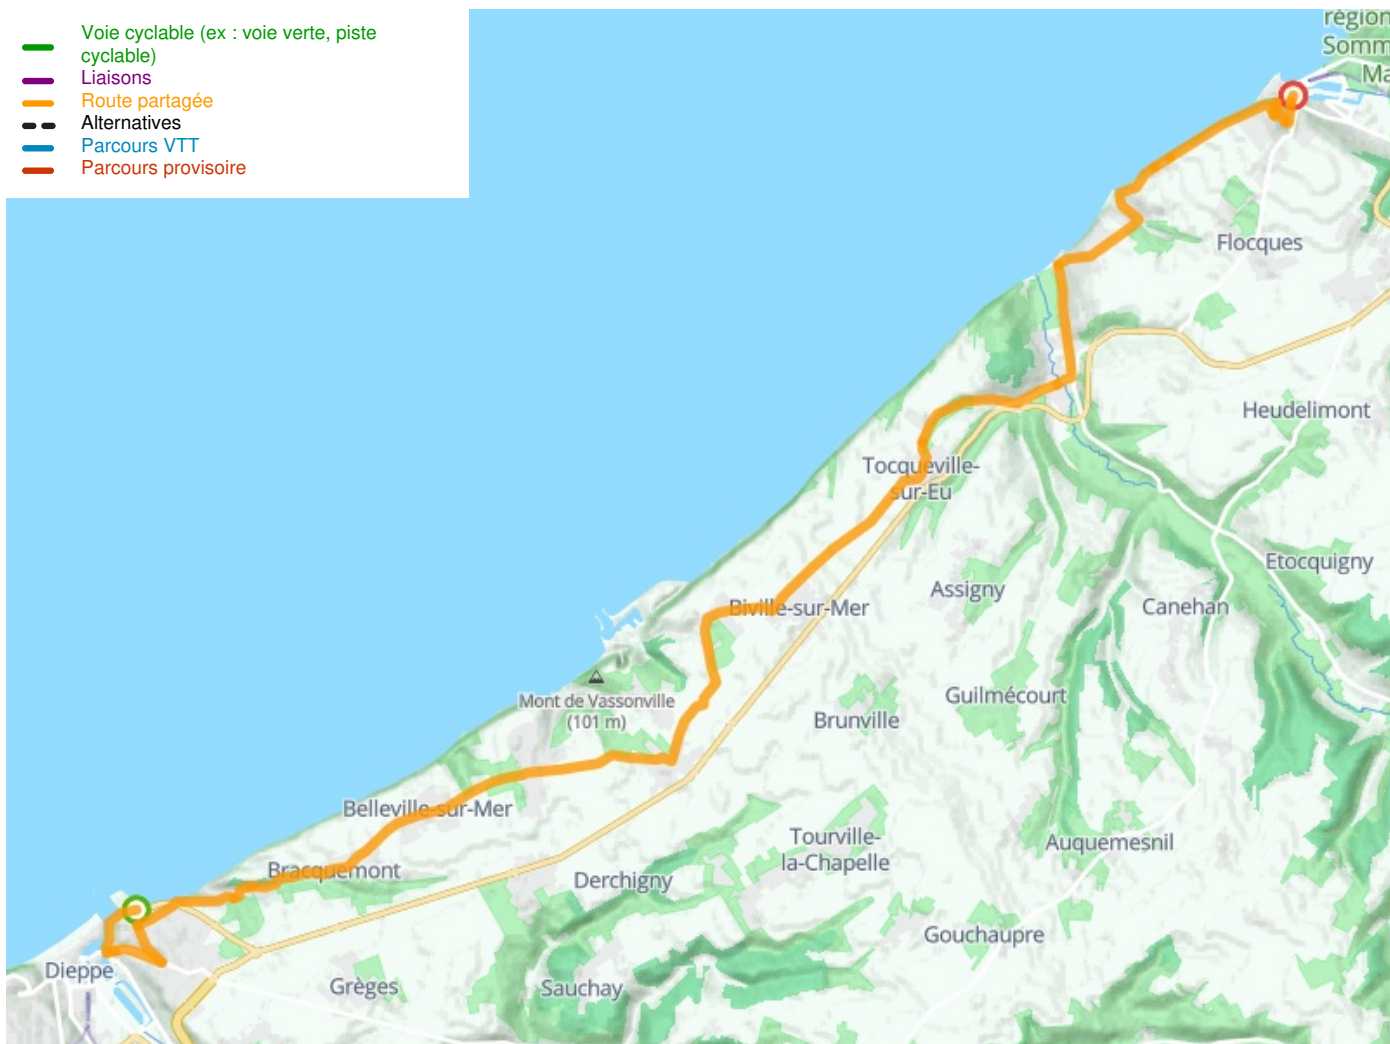 Voie cyclable (ex : voie verte, piste
cyclable)
Liaisons
Route partagée
Alternatives
Parcours VTT
Parcours provisoire
région
Somm
Ma
Flocques
Heudelimont
Tocqueville-
sur-Eu
Etocquigny
Assigny
Canehan
Biville-sur-Mer
Guilmécourt
Mont de Vassonville
(101 m)
Brunville
Belleville-sur-Mer
Tourville-
la-Chapelle
Auquemesnil
Bracquemont
Derchigny
Gouchaupre
Dieppe
Grèges
Sauchay